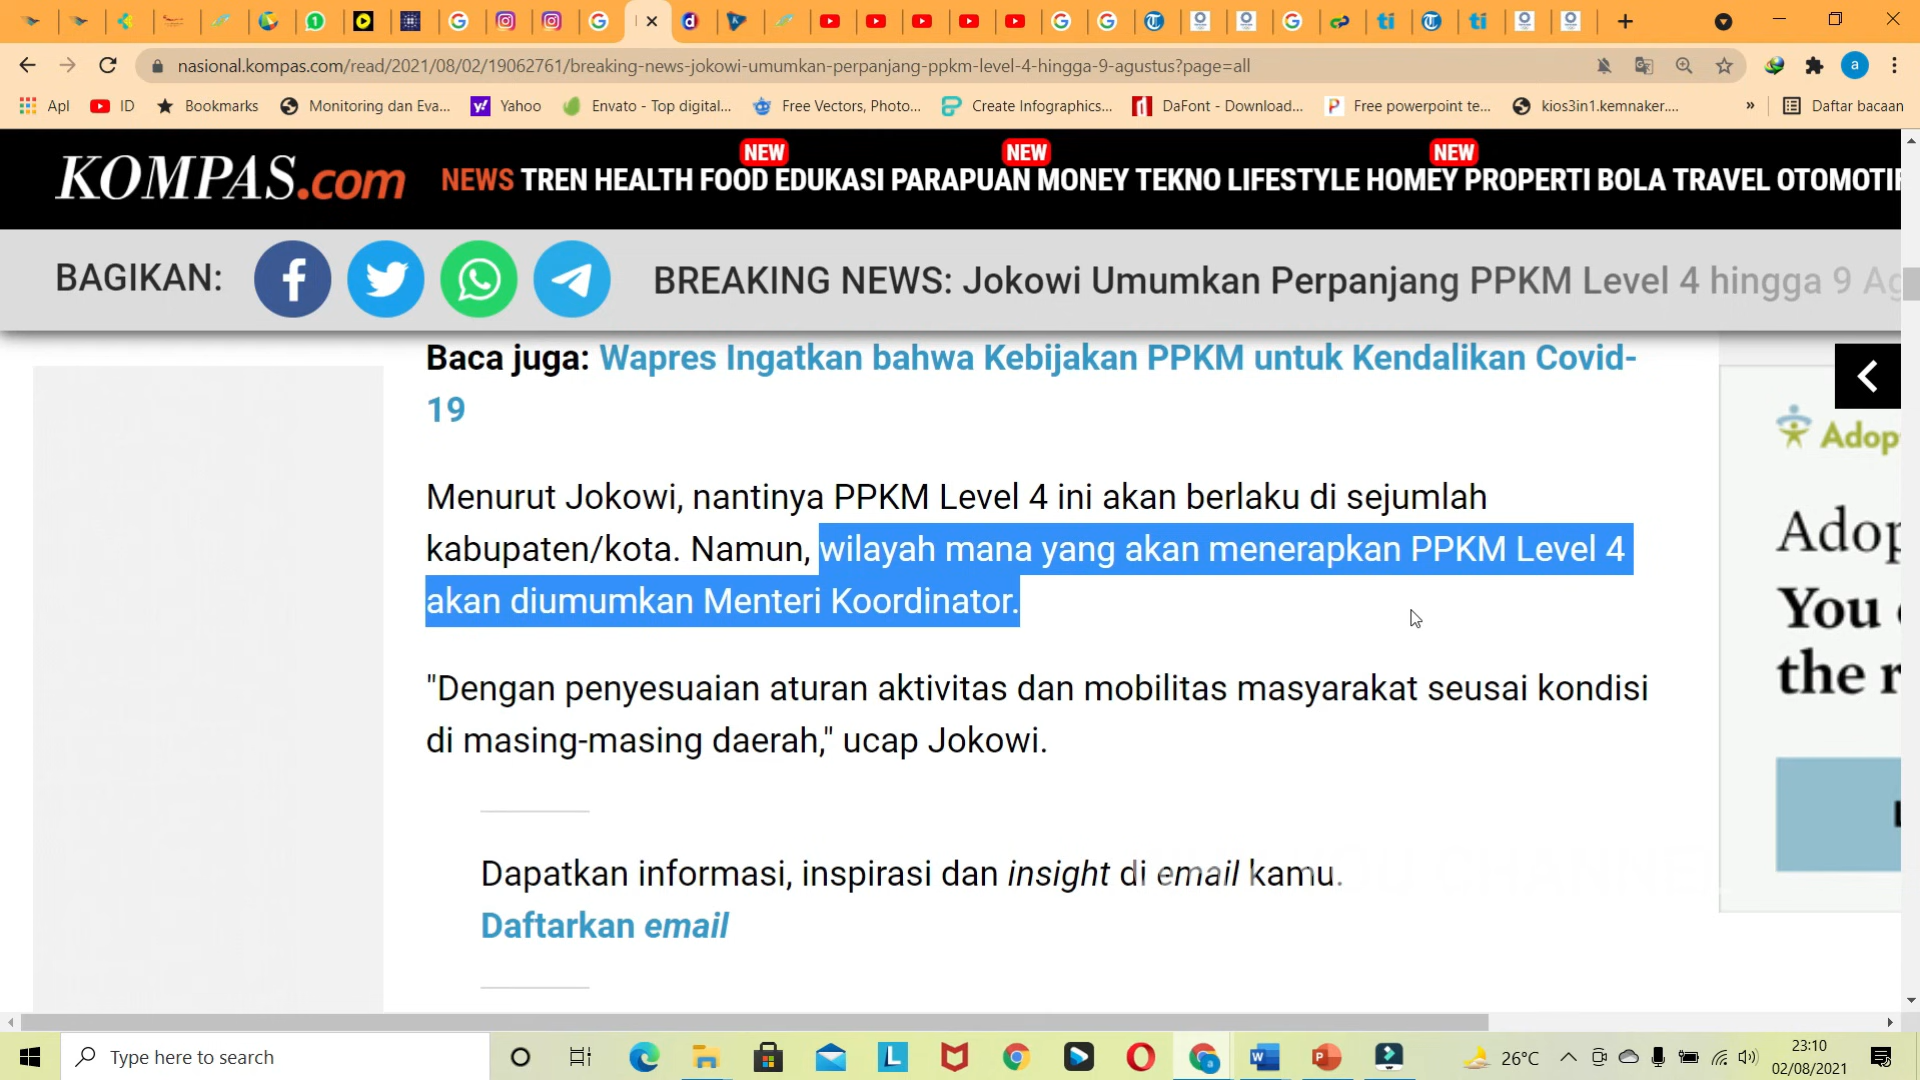 nasional.kompas.com/read/2021/08/02/19062761/breaking-news-jokowi-umumkan-perpanjang-ppkm-level-4-hingga-9-agustus?page=all
Apl ID Bookmarks Monitoring dan Eva... Yahoo Envato - Top digital... Free Vectors, Photo... Create Infographics... DaFont - Download... Free powerpoint te... kios3in1.kemnaker.... » Daftar bacaan
NEW NEW NEW
KOMPAS.com NEWS TREN HEALTH FOOD EDUKASI PARAPUAN MONEY TEKNO LIFESTYLE HOMEY PROPERTI BOLA TRAVEL OTOMOTIF
BAGIKAN: BREAKING NEWS: Jokowi Umumkan Perpanjang PPKM Level 4 hingga 9 Ag
Baca juga: Wapres Ingatkan bahwa Kebijakan PPKM untuk Kendalikan Covid-
19
Menurut Jokowi, nantinya PPKM Level 4 ini akan berlaku di sejumlah
kabupaten/kota. Namun, wilayah mana yang akan menerapkan PPKM Level 4
akan diumumkan Menteri Koordinator.
"Dengan penyesuaian aturan aktivitas dan mobilitas masyarakat seusai kondisi
di masing-masing daerah," ucap Jokowi.
Dapatkan informasi, inspirasi dan insight di email kamu.
Daftarkan email
Adop
Adop
You
the r
Type here to search
26°C
23:10
02/08/2021